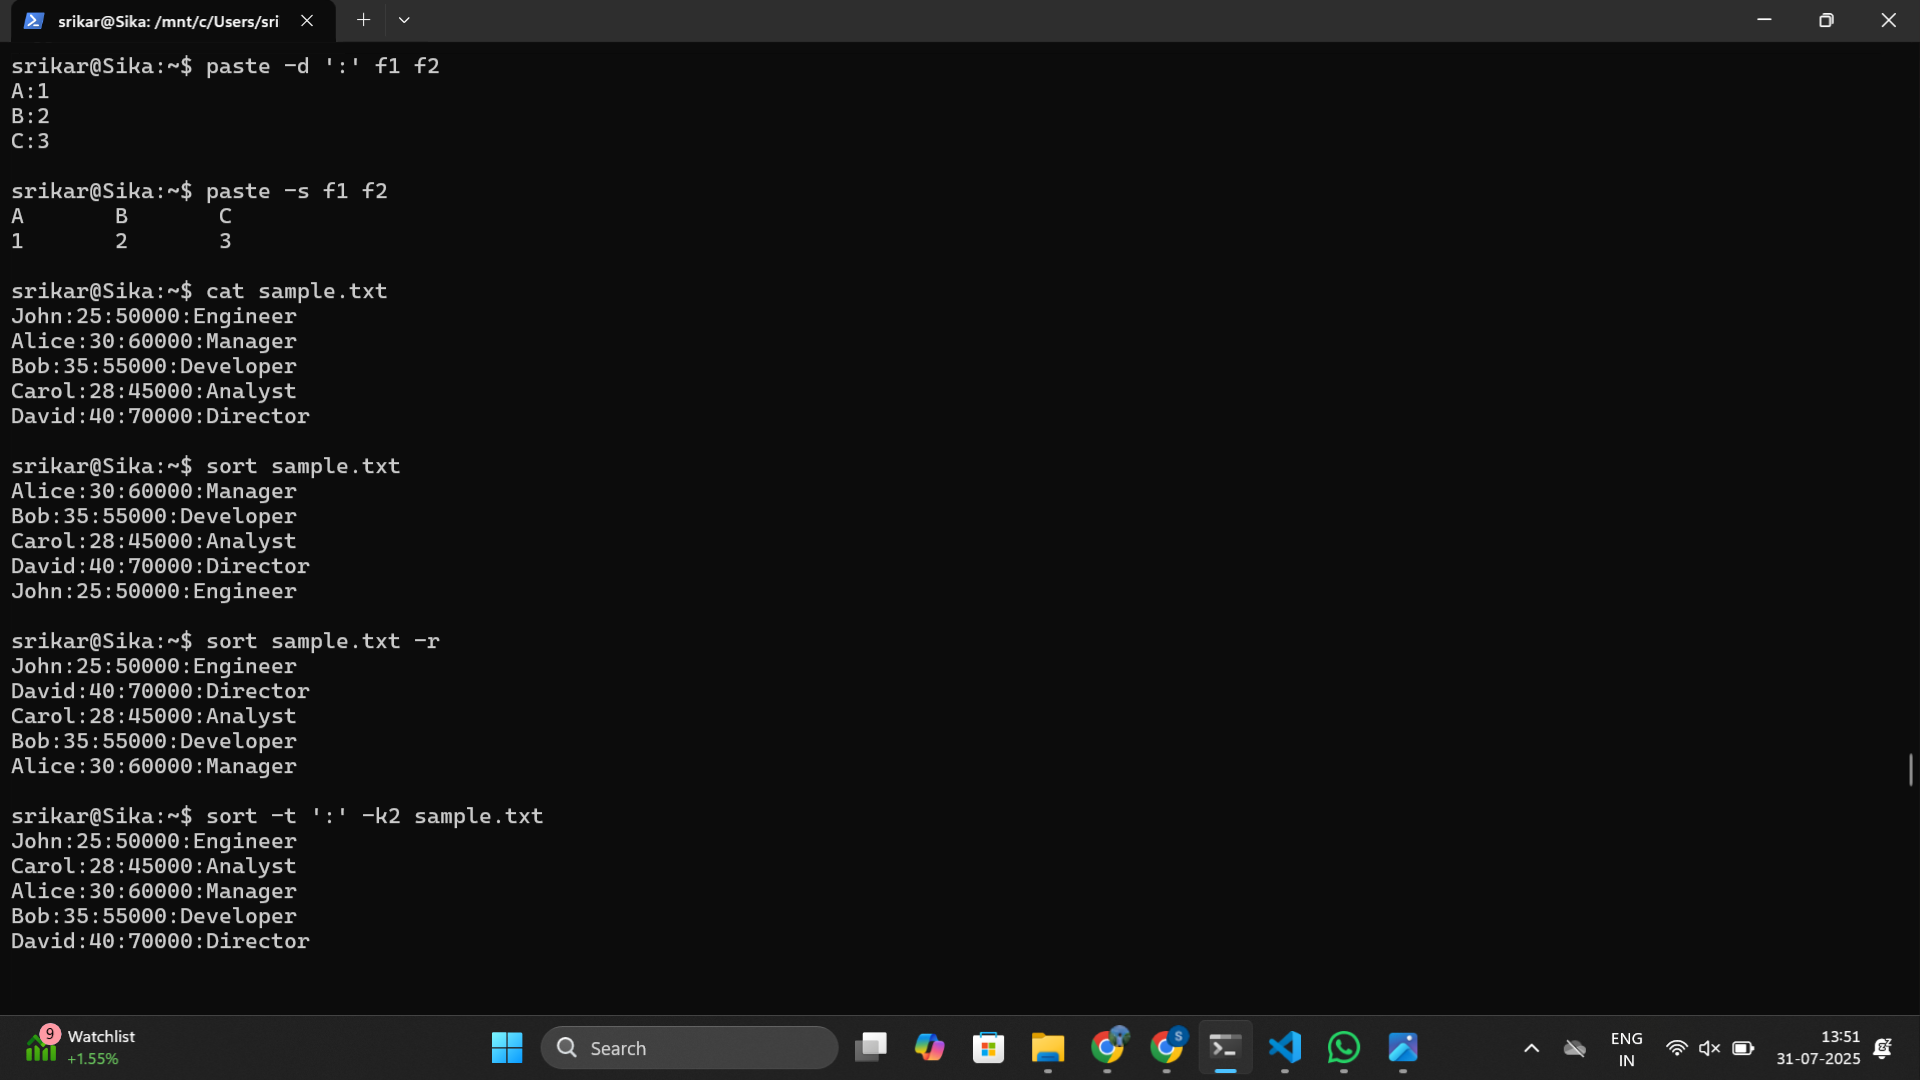 srikar@Sika: /mnt/c/Users/sri
srikar@Sika:~$ paste -d ':' f1 f2
A:1
B:2
C:3
srikar@Sika:~$ paste -s f1 f2
A B C
1 2 3
srikar@Sika:~$ cat sample.txt
John:25:50000:Engineer
Alice:30:60000:Manager
Bob:35:55000:Developer
Carol:28:45000:Analyst
David:40:70000:Director
srikar@Sika:~$ sort sample.txt
Alice:30:60000:Manager
Bob:35:55000:Developer
Carol:28:45000:Analyst
David:40:70000:Director
John:25:50000:Engineer
srikar@Sika:~$ sort sample.txt -r
John:25:50000:Engineer
David:40:70000:Director
Carol:28:45000:Analyst
Bob:35:55000:Developer
Alice:30:60000:Manager
srikar@Sika:~$ sort -t ':' -k2 sample.txt
John:25:50000:Engineer
Carol:28:45000:Analyst
Alice:30:60000:Manager
Bob:35:55000:Developer
David:40:70000:Director
9
Watchlist
+1.55%
Search
S
ENG
IN
13:51
31-07-2025